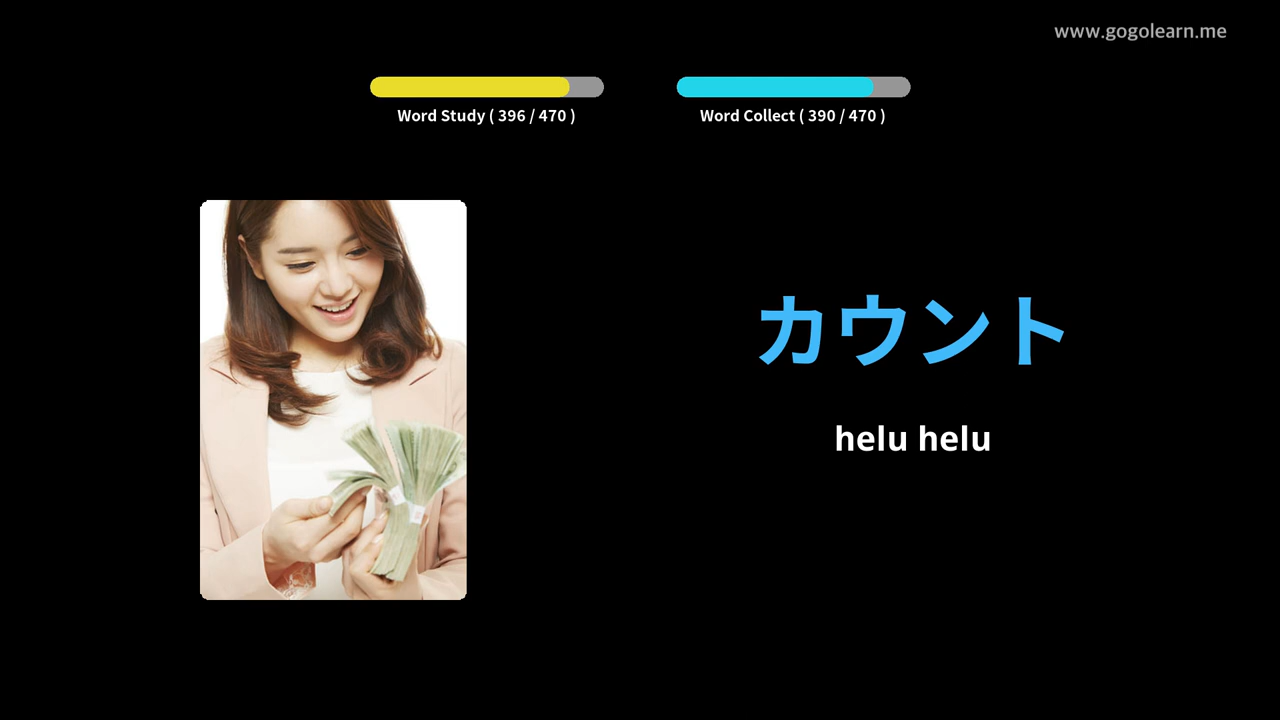 www.gogolearn.me
Word Study ( 396 / 470 )
Word Collect ( 390 / 470 )
カウント
helu helu